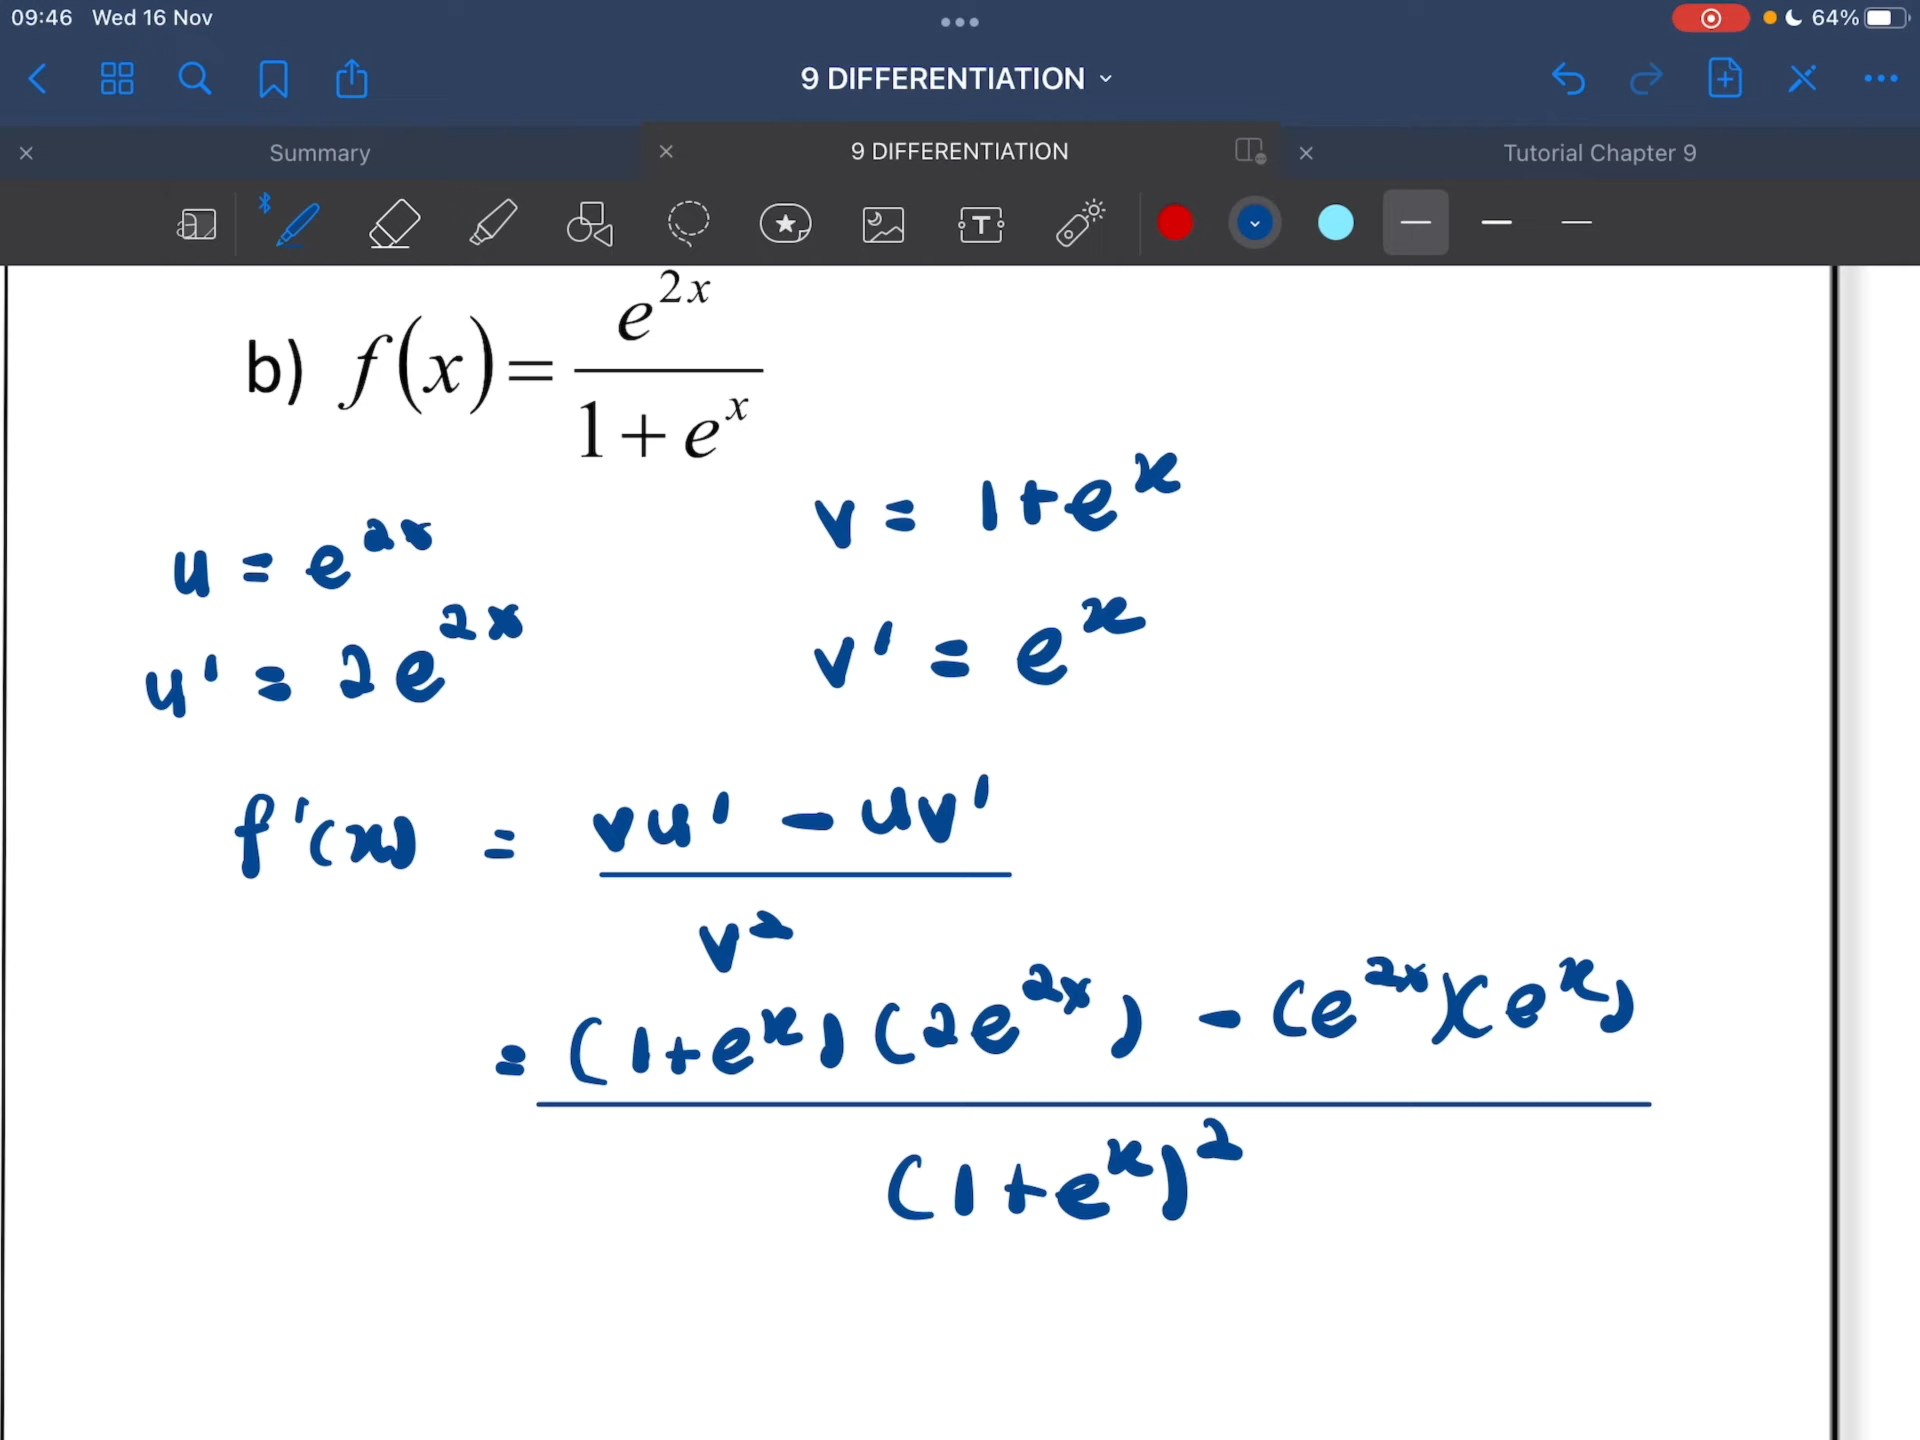 09:46 Wed 16 Nov 64%
9 DIFFERENTIATION
Summary 9 DIFFERENTIATION Tutorial Chapter 9
T
b) f(x) = e^{2x} / 1 + e^x
u = e^{2x} v = 1 + e^x
u' = 2e^{2x} v' = e^x
f'(x) = vu' - uv' / v^2
= (1 + e^x)(2e^{2x}) - (e^{2x})(e^x) / (1 + e^x)^2